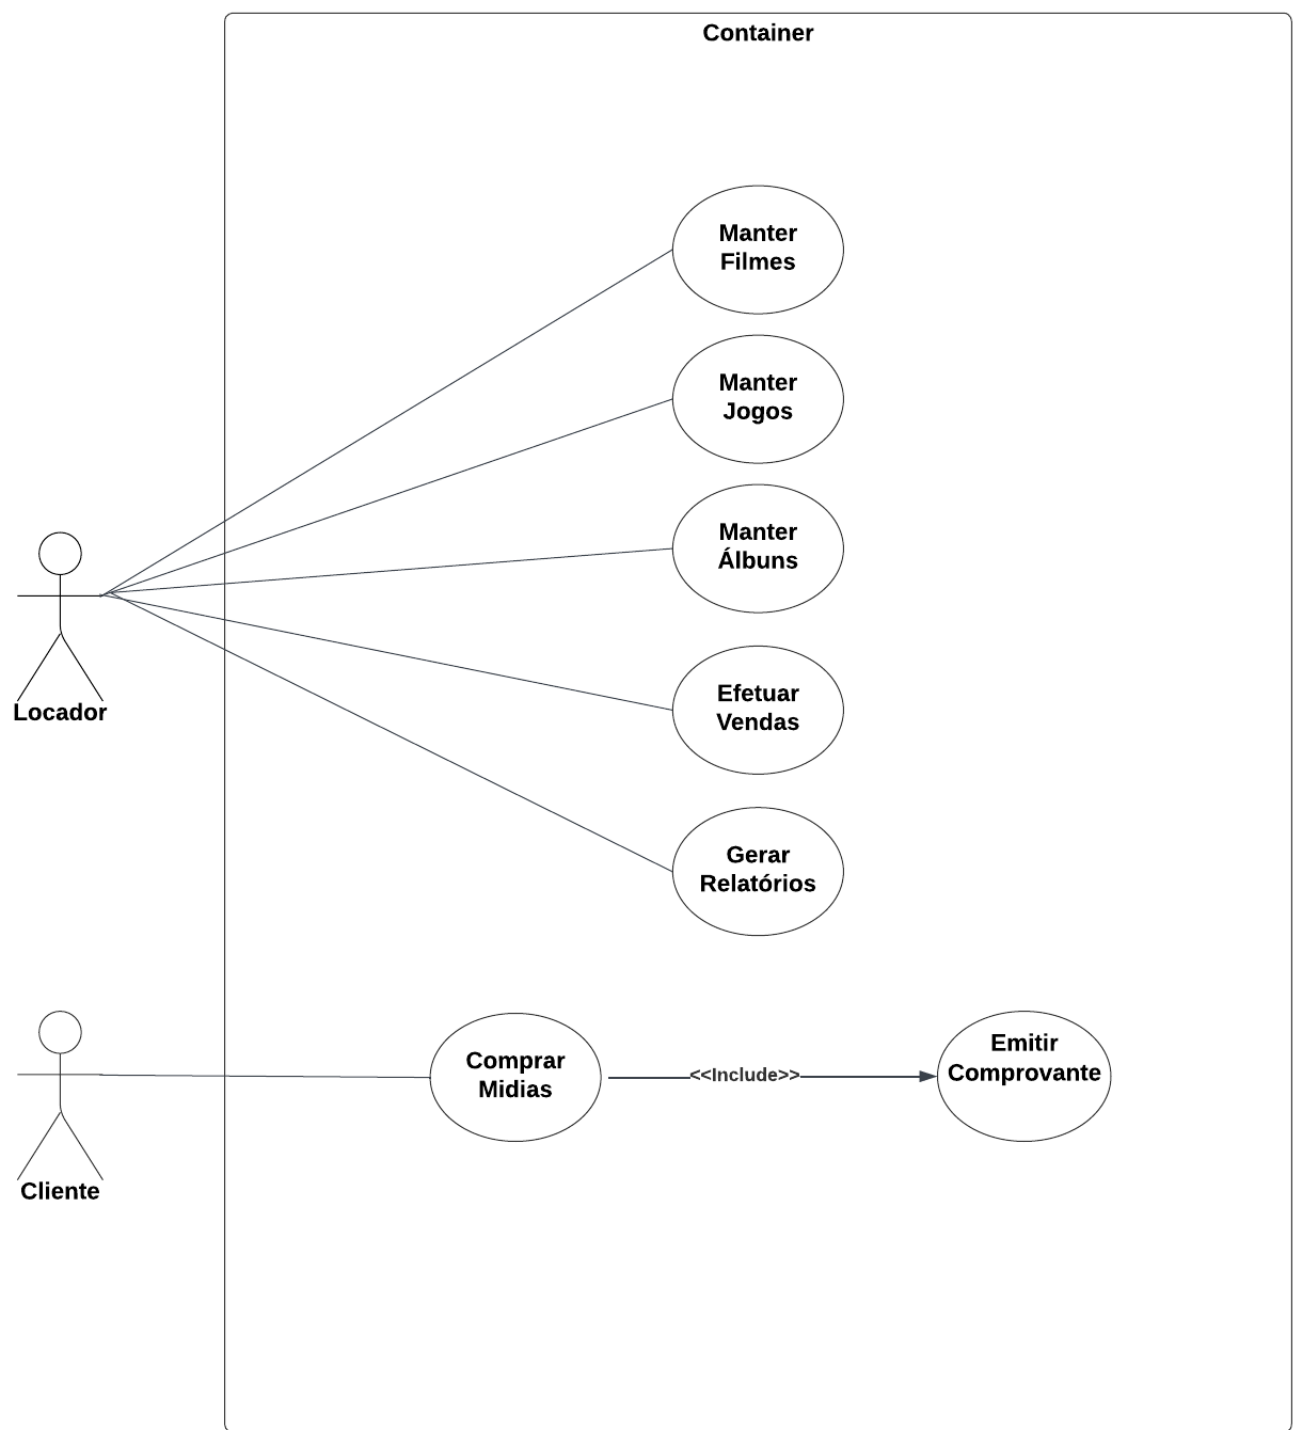 Container
Manter
Filmes
Manter
Jogos
Manter
Álbuns
Locador
Efetuar
Vendas
Gerar
Relatórios
Comprar
Midias
<<Include>>
Emitir
Comprovante
Cliente